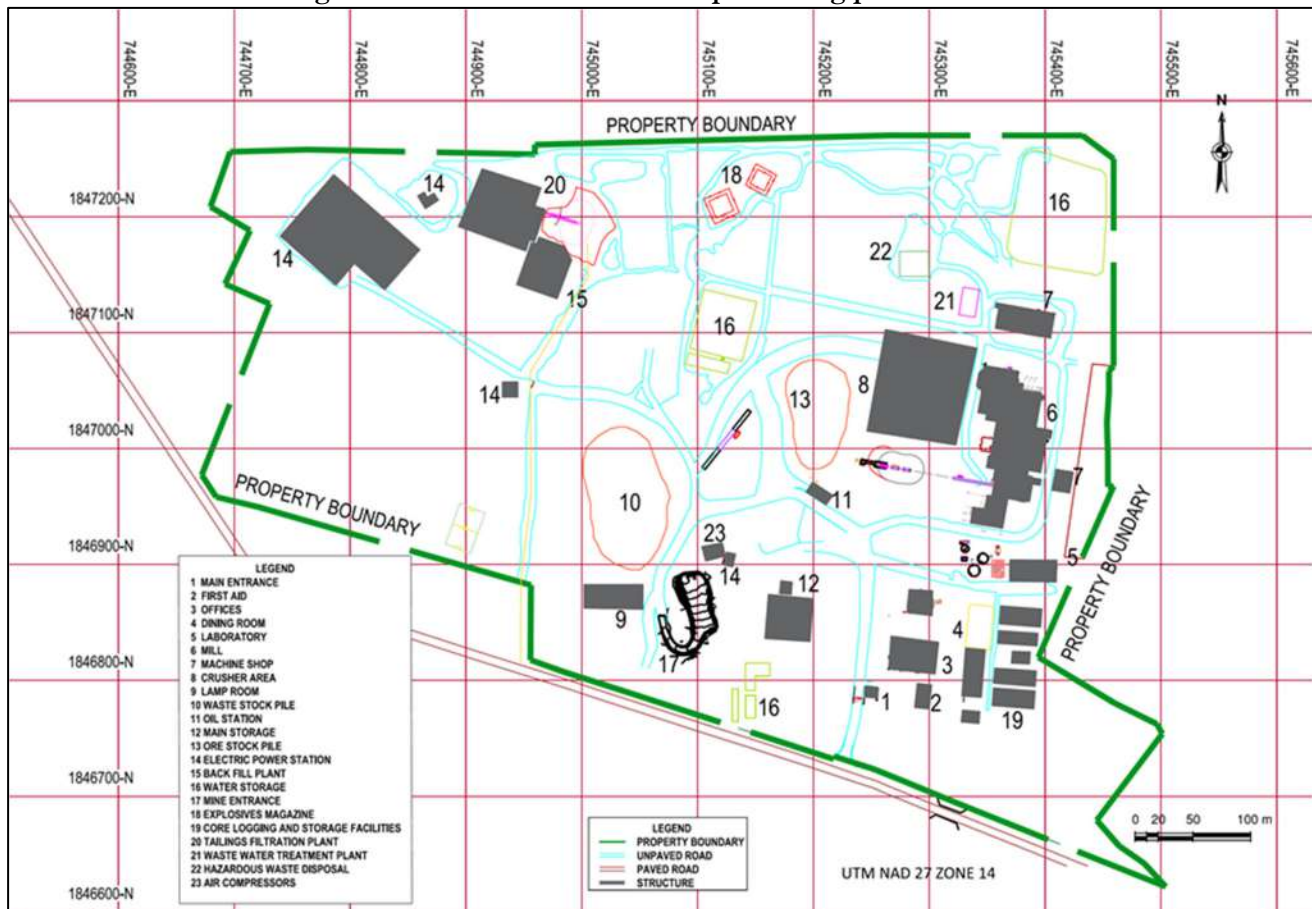 744600-E
744700-E
744800-E
744900-E
745000-E
745100-E
745200-E
745300-E
745400-E
745500-E
745600-E
PROPERTY BOUNDARY
N
14
20
18
16
1847200-N
14
22
15
21
7
1847100-N
16
14
8
13
6
1847000-N
7
10
11
PROPERTY BOUNDARY
PROPERTY BOUNDARY
23
5
1846900-N
14
12
9
4
17
3
1846800-N
1
2
19
16
1846700-N
1846600-N
LEGEND
1 MAIN ENTRANCE
2 FIRST AID
3 OFFICES
4 DINING ROOM
5 LABORATORY
6 MILL
7 MACHINE SHOP
8 CRUSHER AREA
9 LAMP ROOM
10 WASTE STOCK PILE
11 OIL STATION
12 MAIN STORAGE
13 ORE STOCK PILE
14 ELECTRIC POWER STATION
15 BACK FILL PLANT
16 WATER STORAGE
17 MINE ENTRANCE
18 EXPLOSIVES MAGAZINE
19 CORE LOGGING AND STORAGE FACILITIES
20 TAILINGS FILTRATION PLANT
21 WASTE WATER TREATMENT PLANT
22 HAZARDOUS WASTE DISPOSAL
23 AIR COMPRESSORS
LEGEND
PROPERTY BOUNDARY
UNPAVED ROAD
PAVED ROAD
STRUCTURE
0 20 50 100 m
UTM NAD 27 ZONE 14